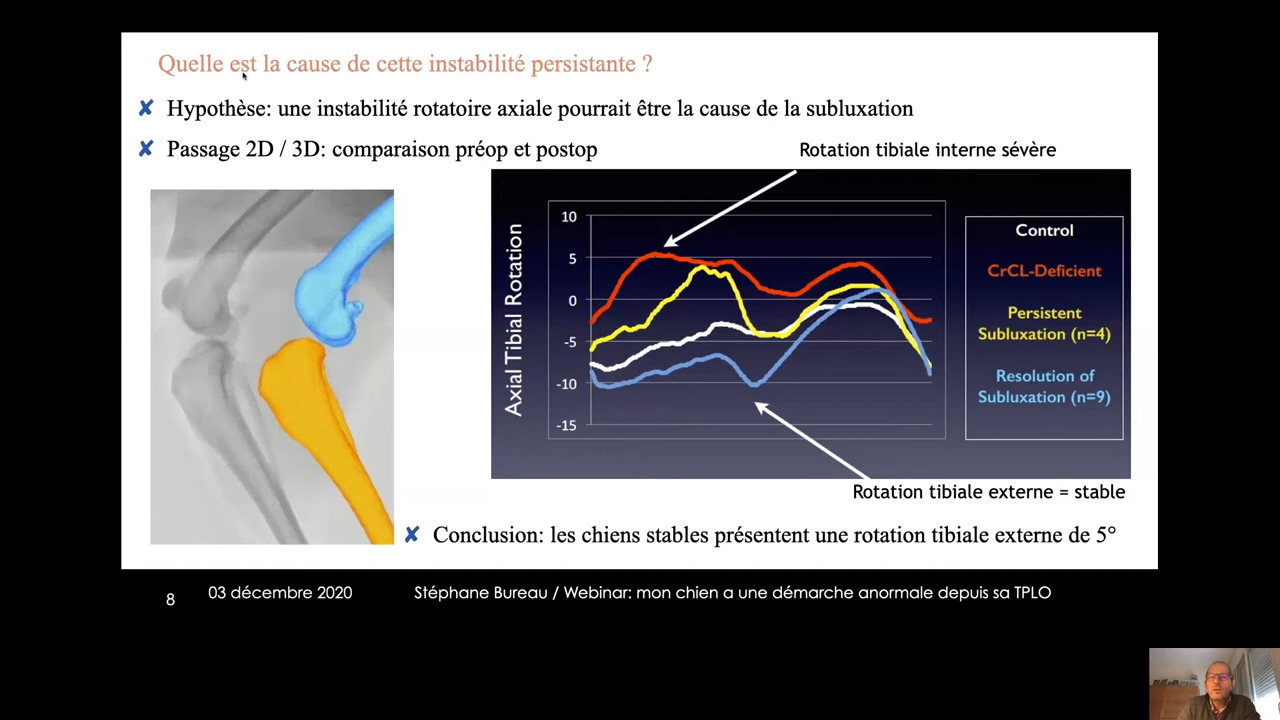 Quelle est la cause de cette instabilité persistante ?
✘ Hypothèse: une instabilité rotatoire axiale pourrait être la cause de la subluxation
✘ Passage 2D / 3D: comparaison préop et postop
Rotation tibiale interne sévère
Axial Tibial Rotation
10
5
0
-5
-10
-15
Control
CrCL-Deficient
Persistent
Subluxation (n=4)
Resolution of
Subluxation (n=9)
Rotation tibiale externe = stable
✘ Conclusion: les chiens stables présentent une rotation tibiale externe de 5°
8
03 décembre 2020
Stéphane Bureau / Webinar: mon chien a une démarche anormale depuis sa TPLO